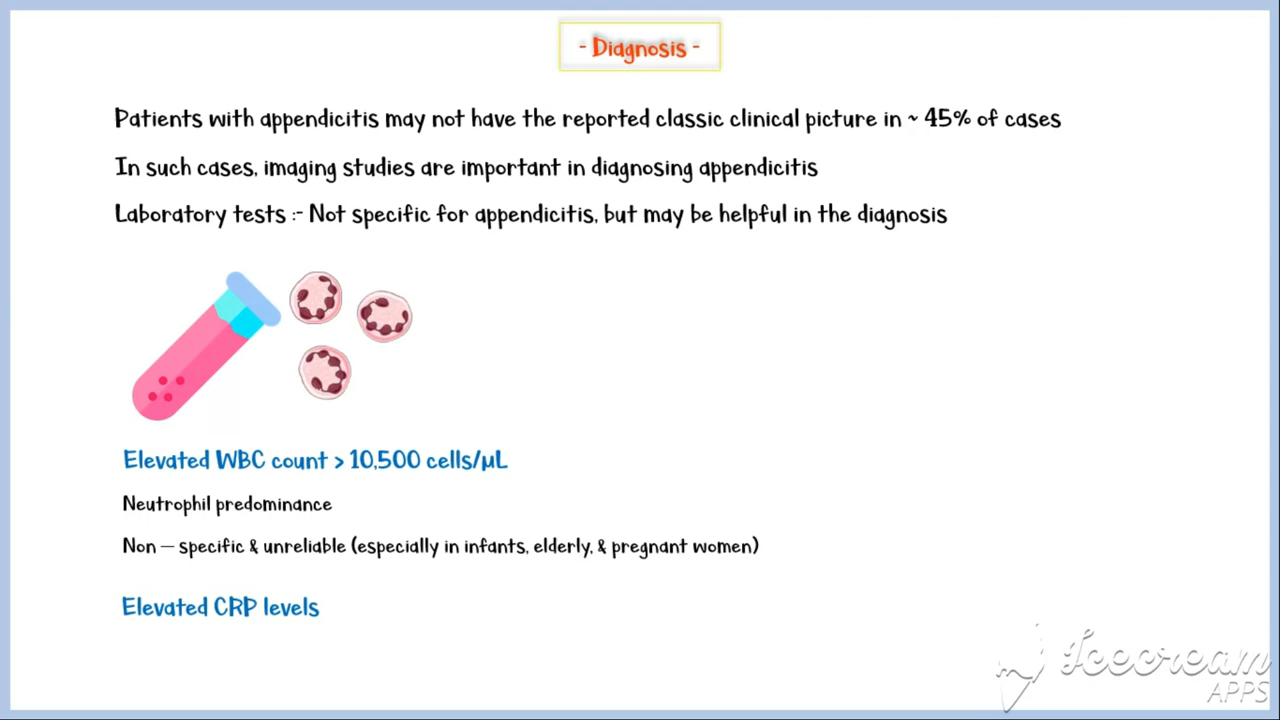 - Diagnosis -
Patients with appendicitis may not have the reported classic clinical picture in ~ 45% of cases
In such cases, imaging studies are important in diagnosing appendicitis
Laboratory tests :- Not specific for appendicitis, but may be helpful in the diagnosis
Elevated WBC count > 10,500 cells/µL
Neutrophil predominance
Non – specific & unreliable (especially in infants, elderly, & pregnant women)
Elevated CRP levels
Icecream
APPS